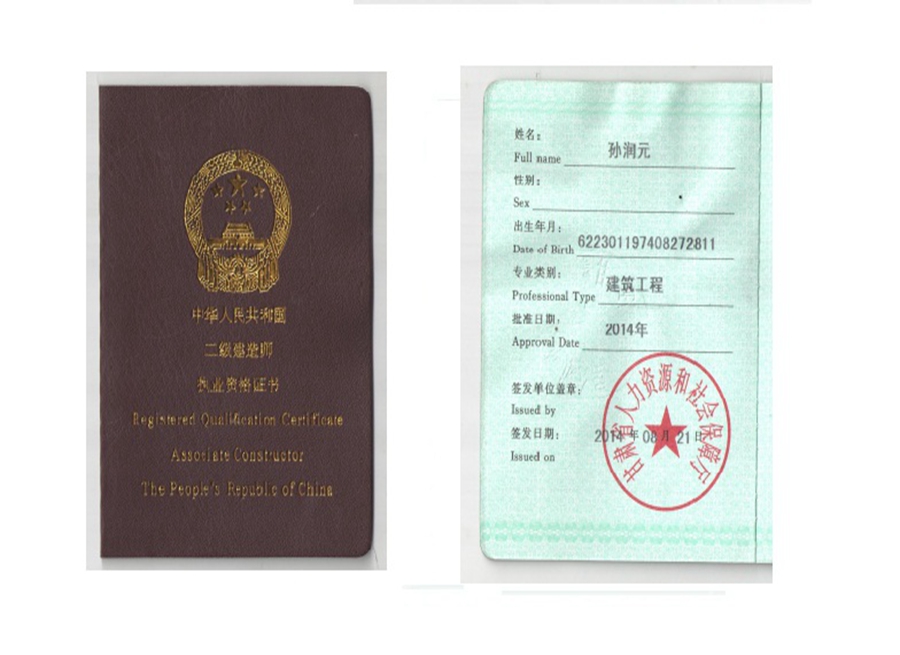 中华人民共和国
二级建造师
执业资格证书
Registered Qualification Certificate
Associate Constructor
The People's Republic of China
姓名: 孙润元
Full name
性别:
Sex
出生年月: 622301197408272811
Date of Birth
专业类别: 建筑工程
Professional Type
批准日期: 2014年
Approval Date
签发单位盖章:
Issued by
甘肃省人力资源和社会保障厅
签发日期: 2014年08月21日
Issued on